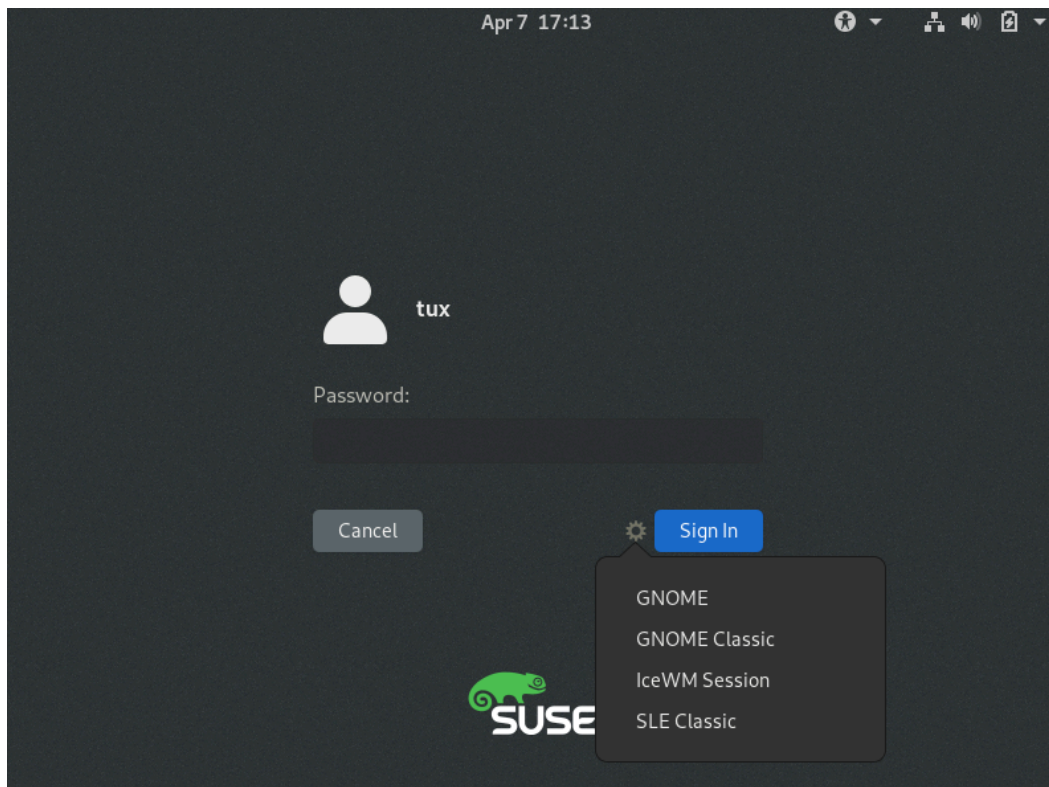 Apr 7 17:13
tux
Password:
Cancel
Sign In
GNOME
GNOME Classic
IceWM Session
SLE Classic
SUSE